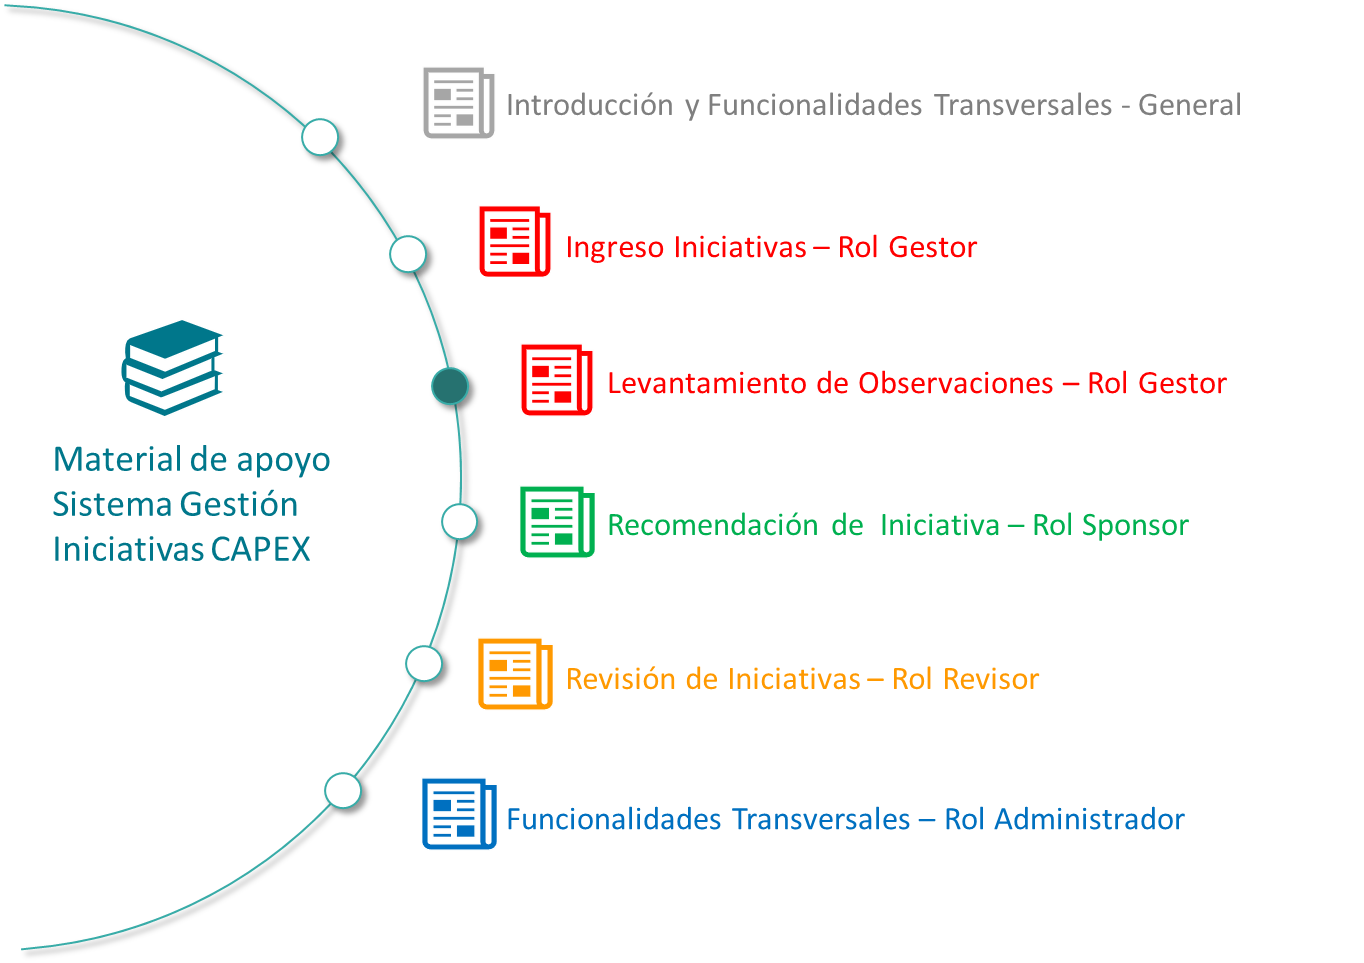 Introducción y Funcionalidades Transversales - General
Ingreso Iniciativas – Rol Gestor
Levantamiento de Observaciones – Rol Gestor
Material de apoyo
Sistema Gestión
Iniciativas CAPEX
Recomendación de Iniciativa – Rol Sponsor
Revisión de Iniciativas – Rol Revisor
Funcionalidades Transversales – Rol Administrador